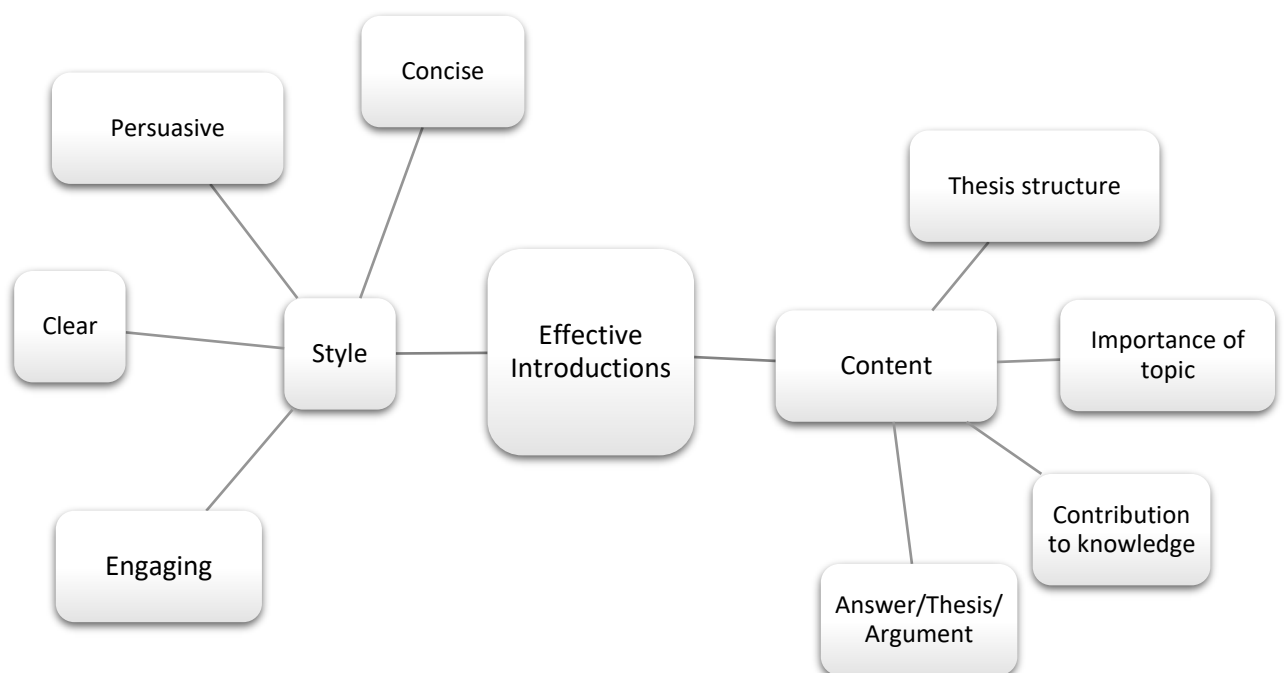 Concise
Persuasive
Thesis structure
Clear
Style
Effective
Introductions
Content
Importance of
topic
Contribution
to knowledge
Engaging
Answer/Thesis/
Argument